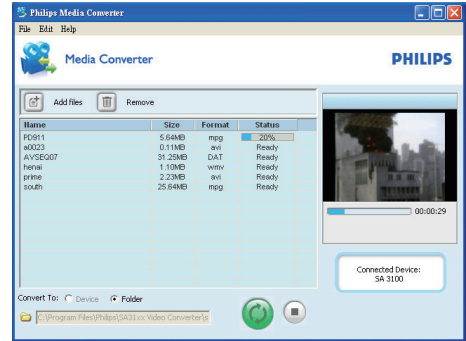 Philips Media Converter
File Edit Help
Media Converter
PHILIPS
Add files Remove
Name Size Format Status
PD911 5.64MB mpg 20%
a0023 0.11MB avi Ready
AVSEQ07 31.25MB DAT Ready
henai 1.10MB wmv Ready
prime 2.23MB avi Ready
south 25.64MB mpg Ready
00:00:29
Connected Device:
SA 3100
Convert To: Device Folder
C:\Program Files\Philips\SA31xx Video Converter\s